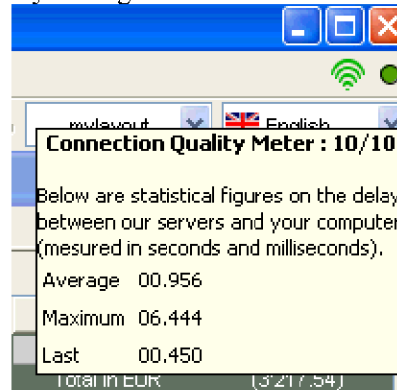 mylayout English
Connection Quality Meter : 10/10
Below are statistical figures on the delay
between our servers and your computer
(mesured in seconds and milliseconds).
Average 00.956
Maximum 06.444
Last 00.450
Total in EUR (3'217.54)